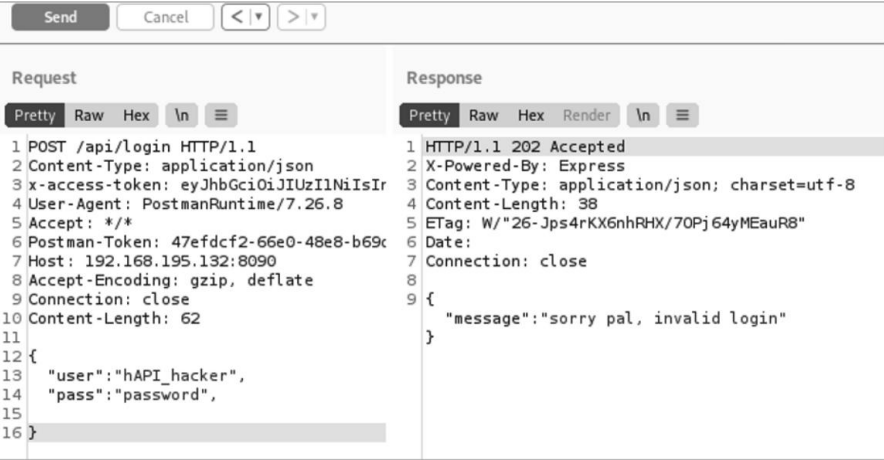 Send Cancel < | ▼ > | ▼
Request
Pretty Raw Hex \n ≡
1 POST /api/login HTTP/1.1
2 Content-Type: application/json
3 x-access-token: eyJhbGciOiJIUzI1NiIsIr
4 User-Agent: PostmanRuntime/7.26.8
5 Accept: */*
6 Postman-Token: 47efdcf2-66e0-48e8-b69c
7 Host: 192.168.195.132:8090
8 Accept-Encoding: gzip, deflate
9 Connection: close
10 Content-Length: 62
11
12 {
13 "user":"hAPI_hacker",
14 "pass":"password",
15
16 }
Response
Pretty Raw Hex Render \n ≡
1 HTTP/1.1 202 Accepted
2 X-Powered-By: Express
3 Content-Type: application/json; charset=utf-8
4 Content-Length: 38
5 ETag: W/"26-Jps4rKX6nhRHX/7OPj64yMEauR8"
6 Date:
7 Connection: close
8
9 {
"message":"sorry pal, invalid login"
}